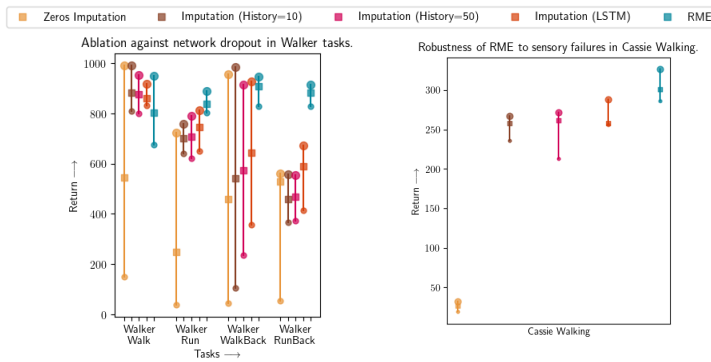 Zeros Imputation Imputation (History=10) Imputation (History=50) Imputation (LSTM) RME
Ablation against network dropout in Walker tasks.
1000
800
600
400
200
0
Return ⟶
Walker Walk
Walker Run
Walker WalkBack
Walker RunBack
Tasks ⟶
Robustness of RME to sensory failures in Cassie Walking.
300
250
200
150
100
50
Return ⟶
Cassie Walking